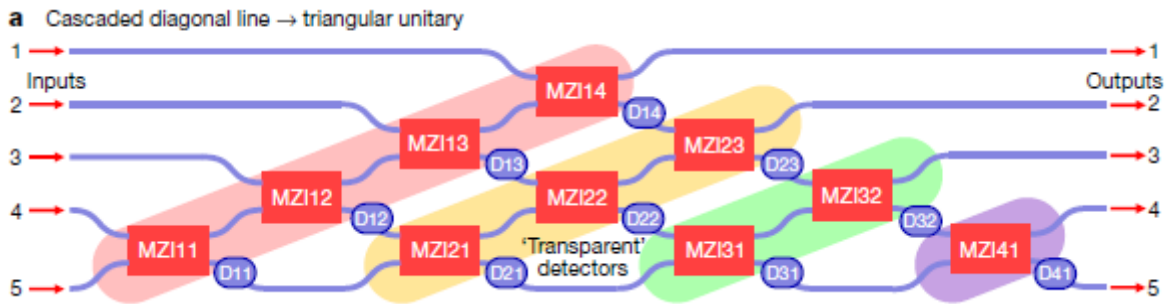 a Cascaded diagonal line → triangular unitary
1 1
Inputs MZI14 Outputs
2 D14 2
MZI13 MZI23
3 D13 D23 3
MZI12 MZI22 MZI32
4 D12 D22 D32 4
MZI11 MZI21 'Transparent' MZI31 MZI41
D11 D21 detectors D31 D41
5 5